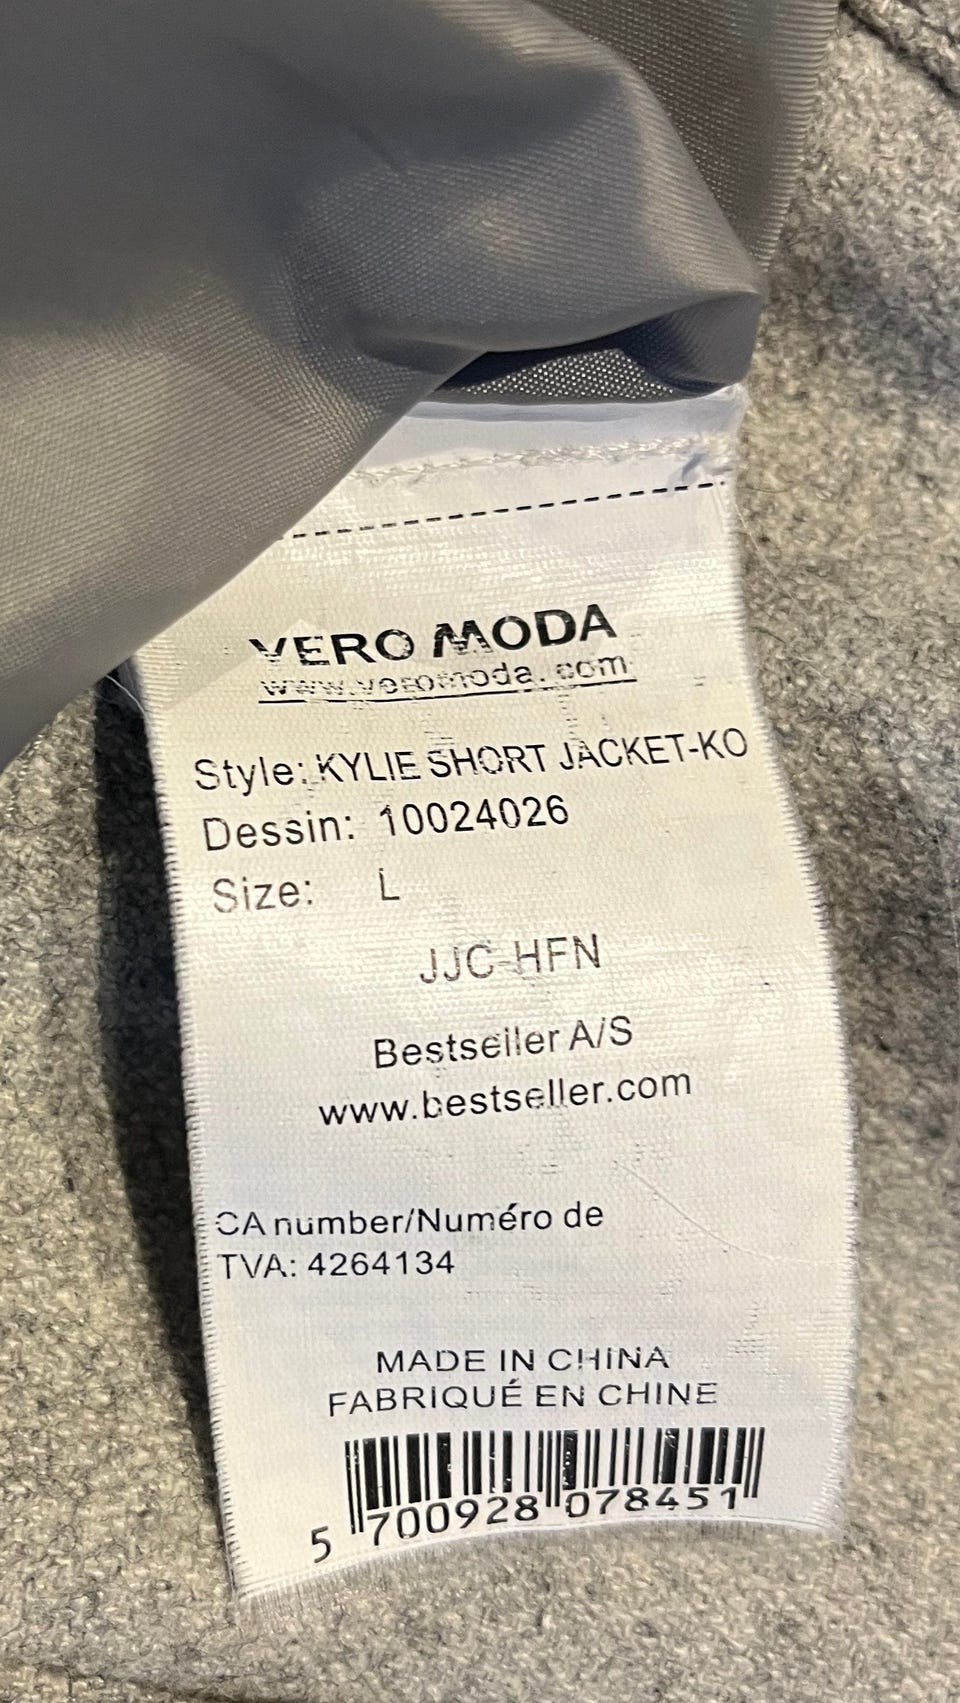 VERO MODA
www.veromoda.com
Style: KYLIE SHORT JACKET-KO
Dessin: 10024026
Size: L
JJC-HFN
Bestseller A/S
www.bestseller.com
CA number/Numéro de
TVA: 4264134
MADE IN CHINA
FABRIQUÉ EN CHINE
5 700928 078451